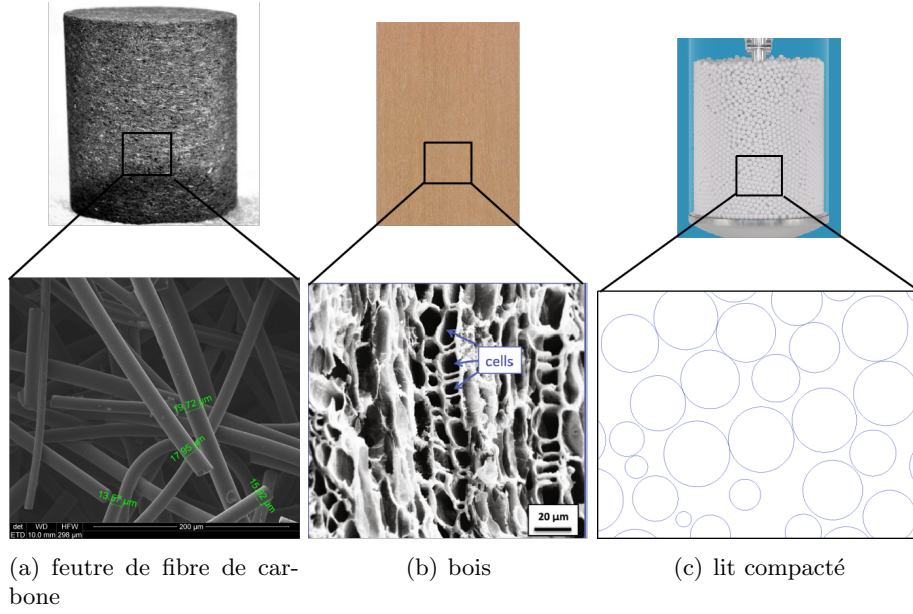 cells
19.72 µm
17.95 µm
13.57 µm
15.02 µm
20 µm
det WD HFW
ETD 10.0 mm 298 µm
200 µm
(a) feutre de fibre de car-
bone
(b) bois
(c) lit compacté